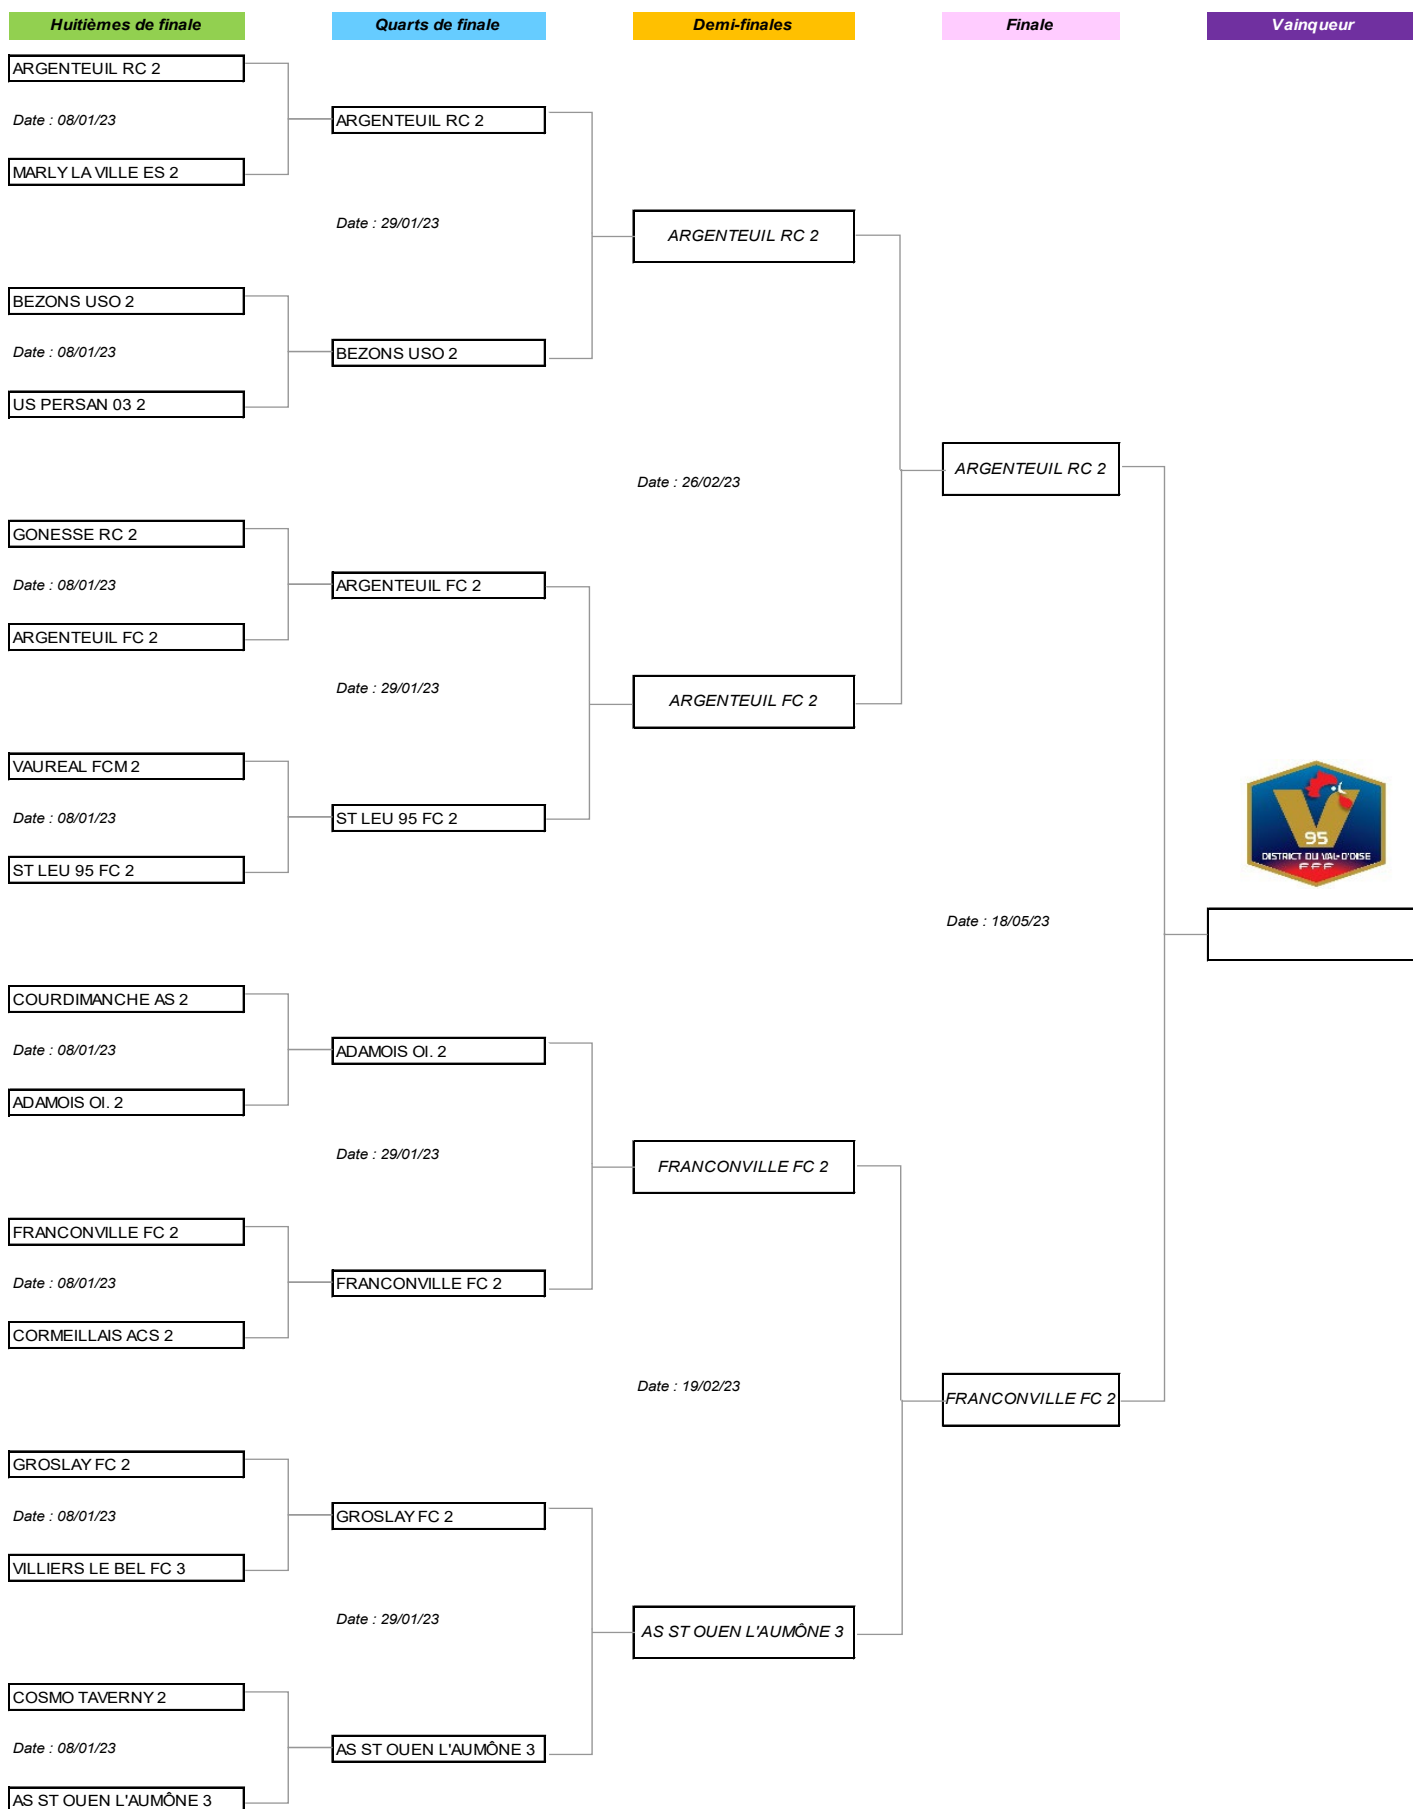 Huitièmes de finale
Quarts de finale
Demi-finales
Finale
Vainqueur
ARGENTEUIL RC 2
Date : 08/01/23
MARLY LA VILLE ES 2
ARGENTEUIL RC 2
Date : 29/01/23
ARGENTEUIL RC 2
BEZONS USO 2
Date : 08/01/23
US PERSAN 03 2
BEZONS USO 2
Date : 26/02/23
ARGENTEUIL RC 2
GONESSE RC 2
Date : 08/01/23
ARGENTEUIL FC 2
ARGENTEUIL FC 2
Date : 29/01/23
ARGENTEUIL FC 2
VAUREAL FCM 2
Date : 08/01/23
ST LEU 95 FC 2
ST LEU 95 FC 2
95
DISTRICT DU VAL-D'OISE
FFF
Date : 18/05/23
COURDIMANCHE AS 2
Date : 08/01/23
ADAMOIS Ol. 2
ADAMOIS Ol. 2
Date : 29/01/23
FRANCONVILLE FC 2
FRANCONVILLE FC 2
Date : 08/01/23
CORMEILLAIS ACS 2
FRANCONVILLE FC 2
Date : 19/02/23
FRANCONVILLE FC 2
GROSLAY FC 2
Date : 08/01/23
VILLIERS LE BEL FC 3
GROSLAY FC 2
Date : 29/01/23
AS ST OUEN L'AUMÔNE 3
COSMO TAVERNY 2
Date : 08/01/23
AS ST OUEN L'AUMÔNE 3
AS ST OUEN L'AUMÔNE 3